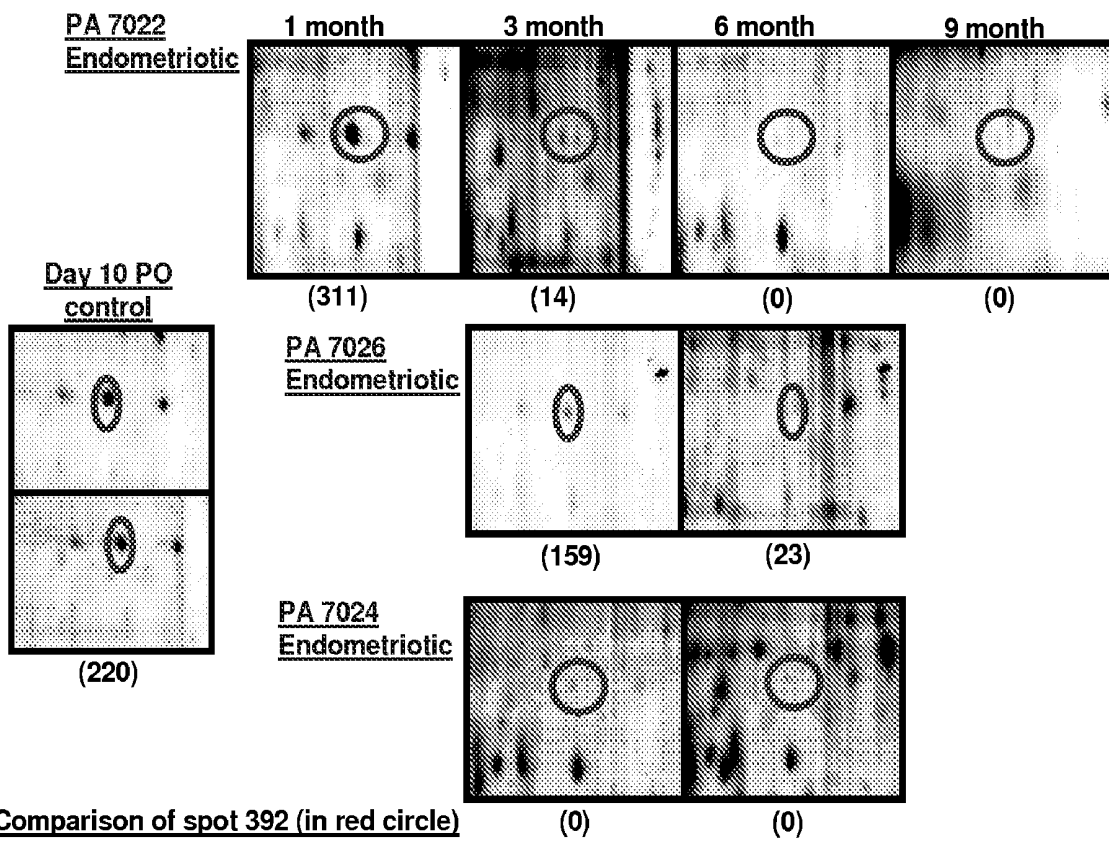 PA 7022
Endometriotic
1 month
3 month
6 month
9 month
(311)
(14)
(0)
(0)
Day 10 PO
control
(220)
PA 7026
Endometriotic
(159)
(23)
PA 7024
Endometriotic
(0)
(0)
Comparison of spot 392 (in red circle)